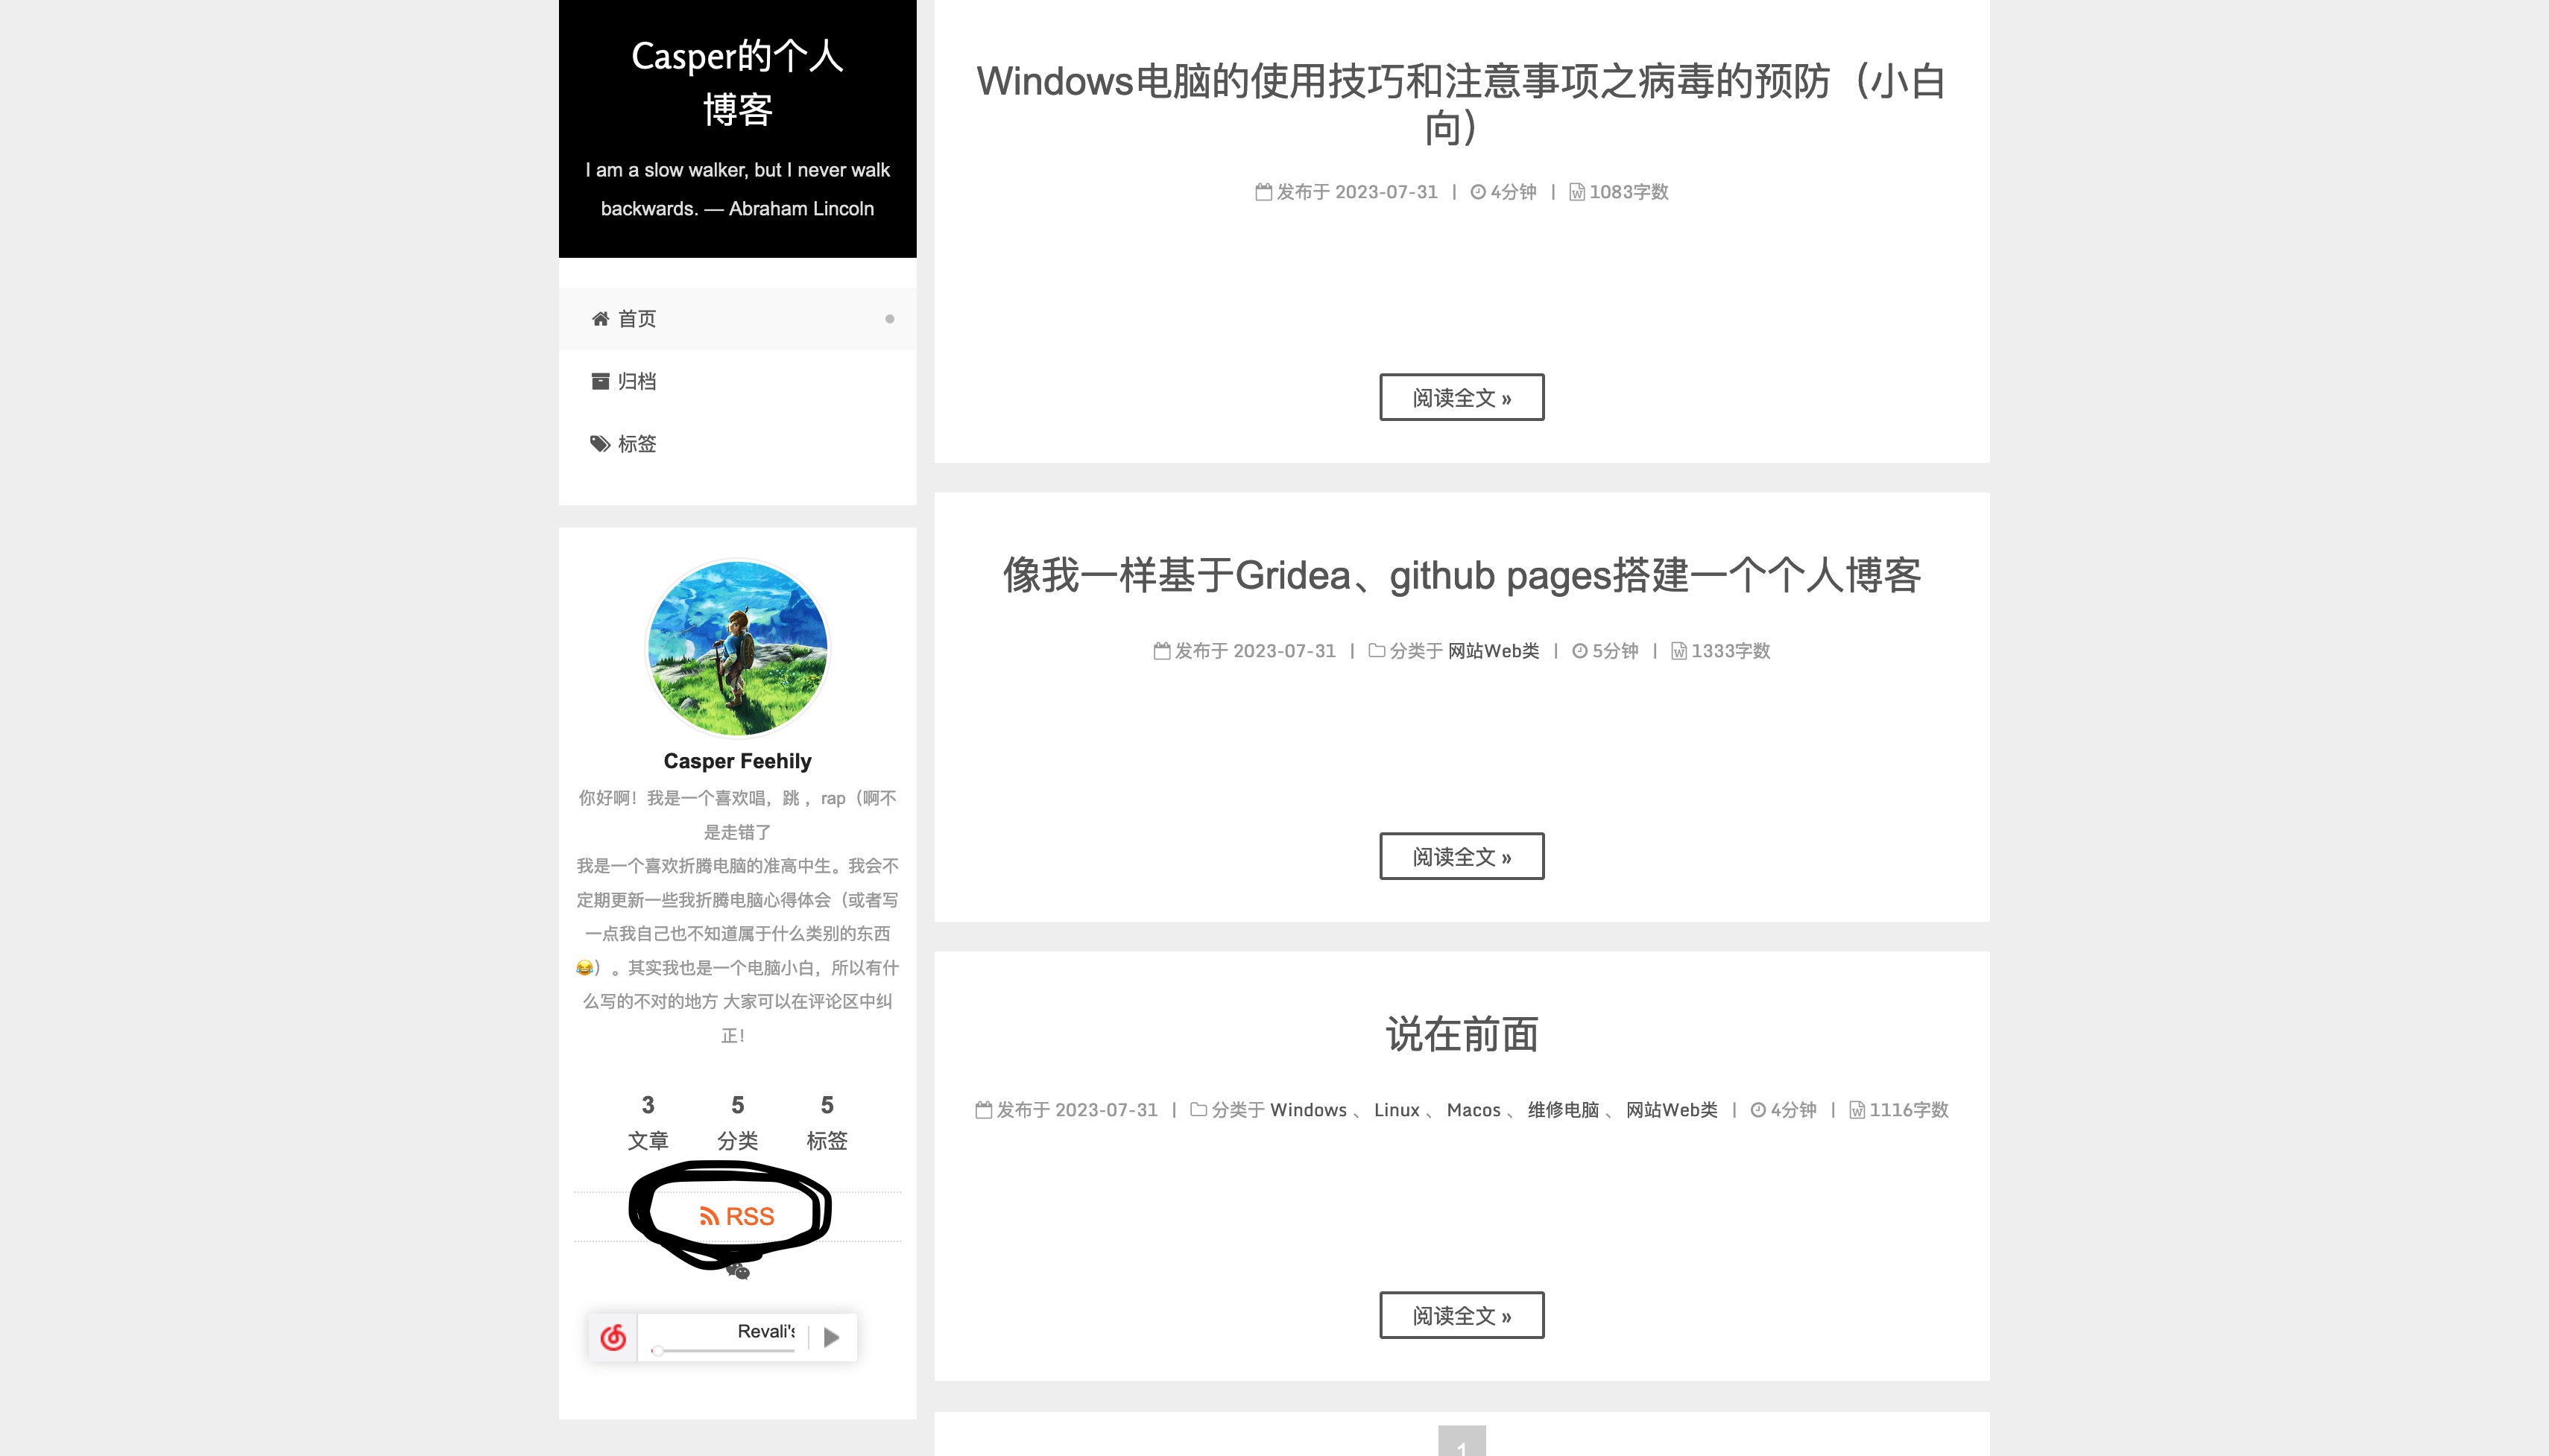 Casper的个人
博客
I am a slow walker, but I never walk
backwards. — Abraham Lincoln
首页
归档
标签
Casper Feehily
你好啊！我是一个喜欢唱，跳 ，rap（啊不
是走错了
我是一个喜欢折腾电脑的准高中生。我会不
定期更新一些我折腾电脑心得体会（或者写
一点我自己也不知道属于什么类别的东西
😂）。其实我也是一个电脑小白，所以有什
么写的不对的地方 大家可以在评论区中纠
正！
3 5 5
文章 分类 标签
RSS
Revali's
Windows电脑的使用技巧和注意事项之病毒的预防（小白
向）
发布于 2023-07-31 | 4分钟 | 1083字数
阅读全文 »
像我一样基于Gridea、github pages搭建一个个人博客
发布于 2023-07-31 | 分类于 网站Web类 | 5分钟 | 1333字数
阅读全文 »
说在前面
发布于 2023-07-31 | 分类于 Windows 、 Linux 、 Macos 、 维修电脑 、 网站Web类 | 4分钟 | 1116字数
阅读全文 »
1